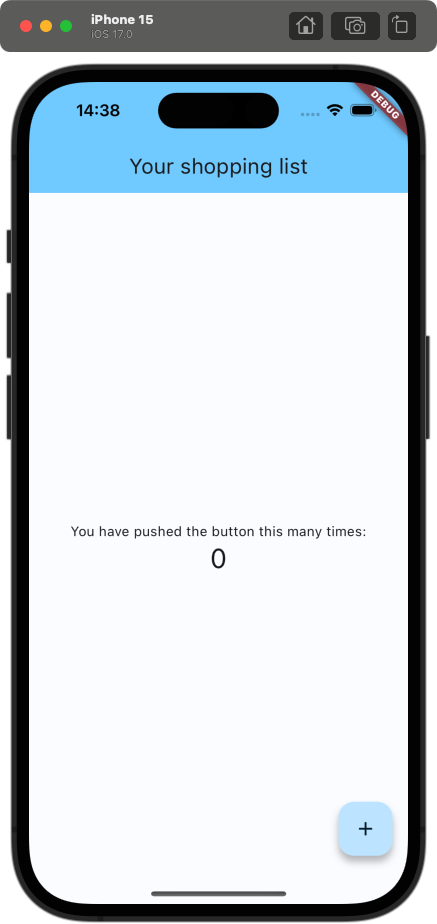 iPhone 15
iOS 17.0
14:38
DEBUG
Your shopping list
You have pushed the button this many times:
0
+